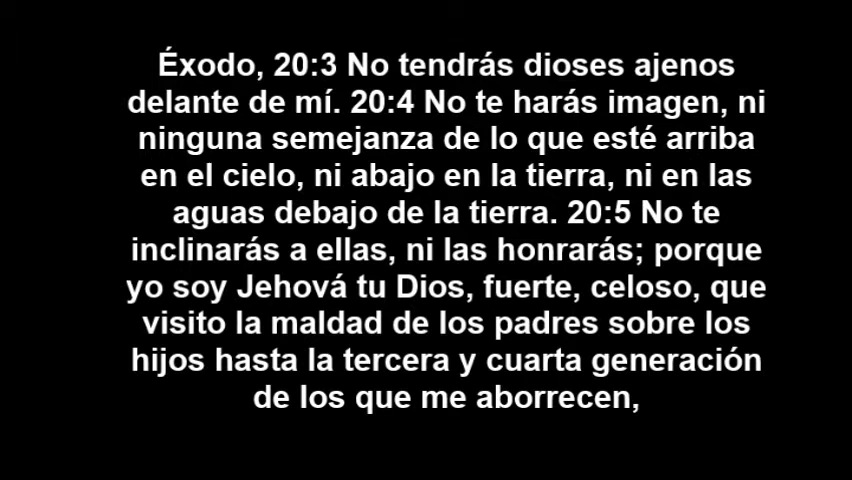 Éxodo, 20:3 No tendrás dioses ajenos
delante de mí. 20:4 No te harás imagen, ni
ninguna semejanza de lo que esté arriba
en el cielo, ni abajo en la tierra, ni en las
aguas debajo de la tierra. 20:5 No te
inclinarás a ellas, ni las honrarás; porque
yo soy Jehová tu Dios, fuerte, celoso, que
visito la maldad de los padres sobre los
hijos hasta la tercera y cuarta generación
de los que me aborrecen,